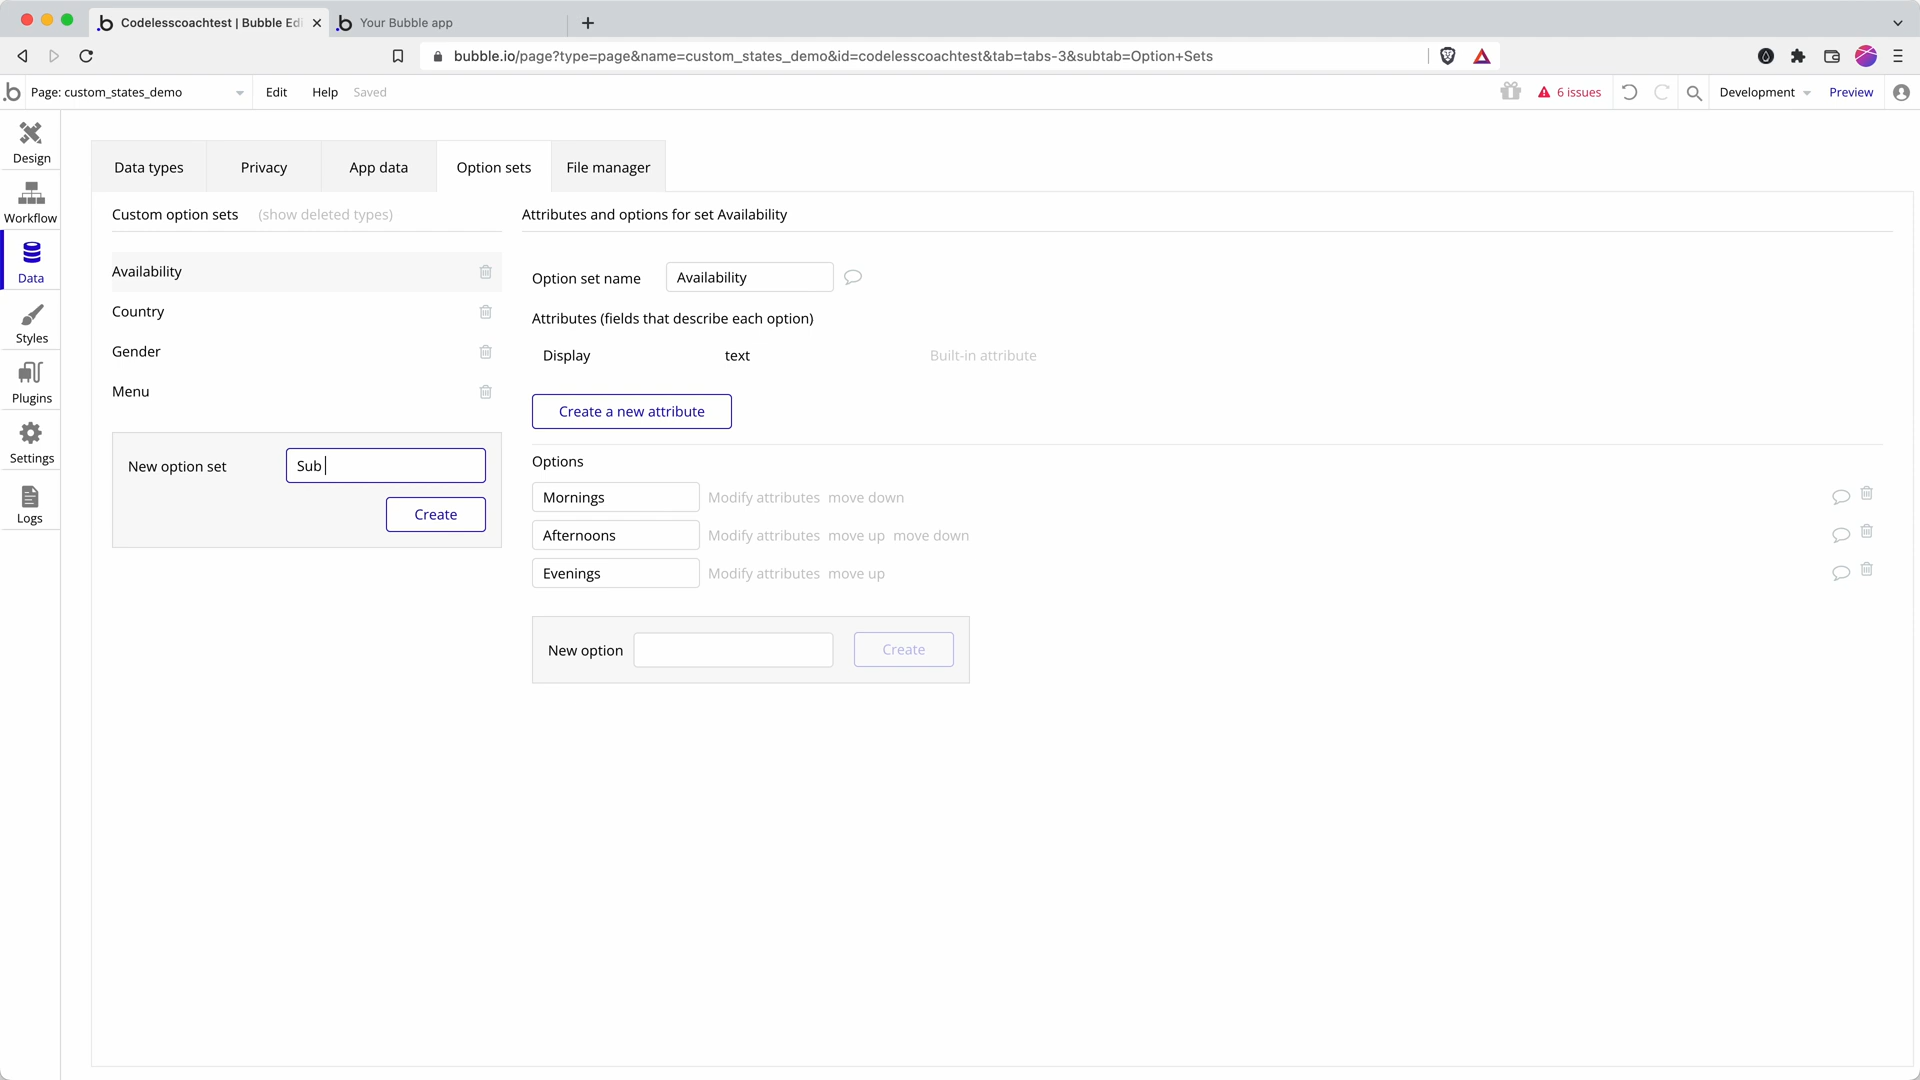 Codelesscoachtest | Bubble Edi
Your Bubble app
bubble.io/page?type=page&name=custom_states_demo&id=codelesscoachtest&tab=tabs-3&subtab=Option+Sets
Page: custom_states_demo
Edit
Help
Saved
6 issues
Development
Preview
Design
Workflow
Data
Styles
Plugins
Settings
Logs
Data types
Privacy
App data
Option sets
File manager
Custom option sets (show deleted types)
Availability
Country
Gender
Menu
New option set
Sub
Create
Attributes and options for set Availability
Option set name
Availability
Attributes (fields that describe each option)
Display text Built-in attribute
Create a new attribute
Options
Mornings Modify attributes move down
Afternoons Modify attributes move up move down
Evenings Modify attributes move up
New option
Create